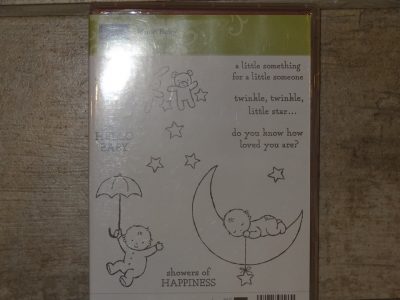 a little something
for a little someone
twinkle, twinkle,
little star...
HELLO
BABY
do you know how
loved you are?
showers of
HAPPINESS